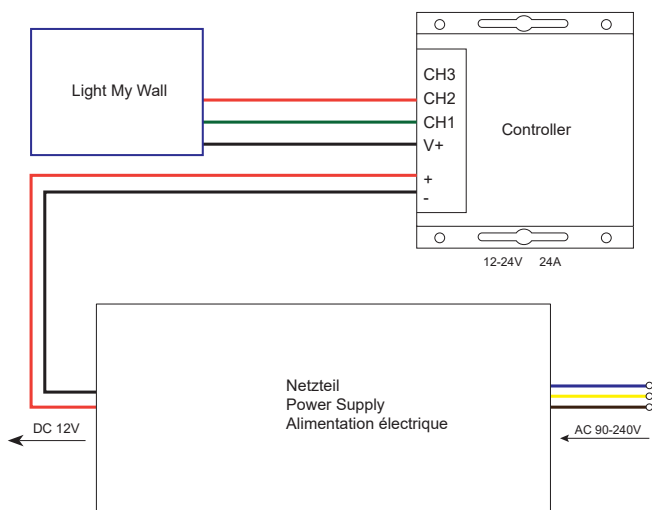 Light My Wall
CH3
CH2
CH1
V+
+
-
Controller
12-24V 24A
Netzteil
Power Supply
Alimentation électrique
DC 12V
AC 90-240V